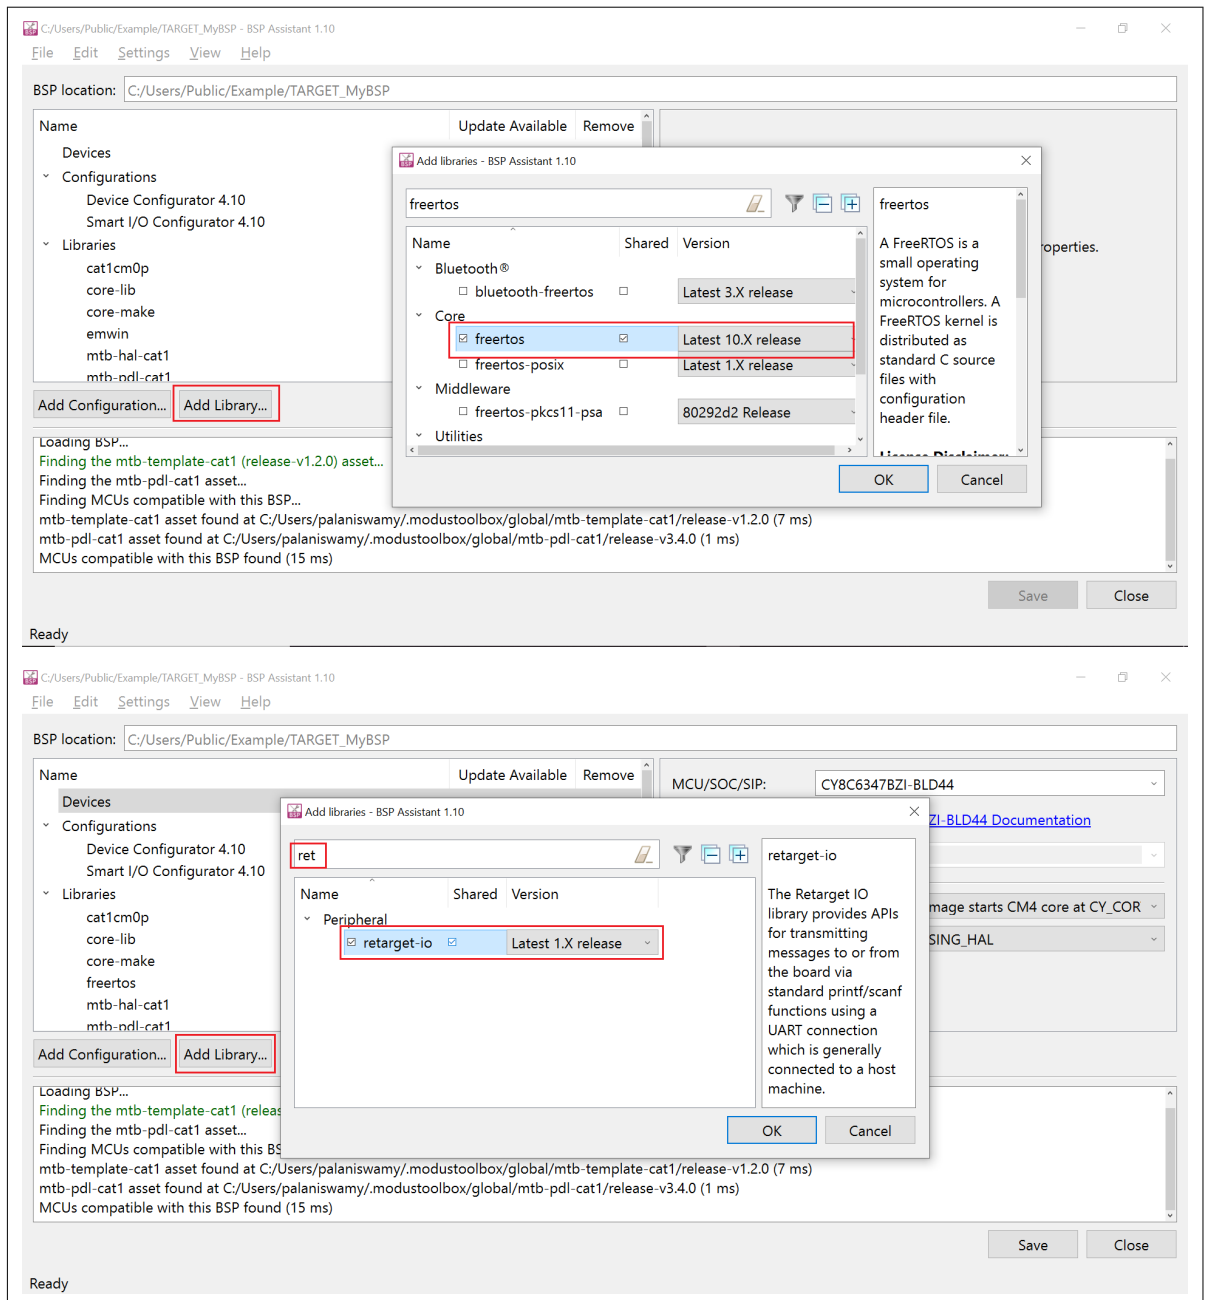 C:/Users/Public/Example/TARGET_MyBSP - BSP Assistant 1.10
File Edit Settings View Help
BSP location: C:/Users/Public/Example/TARGET_MyBSP
Name Update Available Remove
Devices
Configurations
Device Configurator 4.10
Smart I/O Configurator 4.10
Libraries
cat1cm0p
core-lib
core-make
emwin
mtb-hal-cat1
mtb-pdl-cat1
Add Configuration... Add Library...
Add libraries - BSP Assistant 1.10
freertos
Name Shared Version
Bluetooth®
bluetooth-freertos Latest 3.X release
Core
freertos Latest 10.X release
freertos-posix Latest 1.X release
Middleware
freertos-pkcs11-psa 80292d2 Release
Utilities
freertos
A FreeRTOS is a
small operating
system for
microcontrollers. A
FreeRTOS kernel is
distributed as
standard C source
files with
configuration
header file.
License Disclaimer:
OK Cancel
roperties.
Loading BSP...
Finding the mtb-template-cat1 (release-v1.2.0) asset...
Finding the mtb-pdl-cat1 asset...
Finding MCUs compatible with this BSP...
mtb-template-cat1 asset found at C:/Users/palaniswamy/.modustoolbox/global/mtb-template-cat1/release-v1.2.0 (7 ms)
mtb-pdl-cat1 asset found at C:/Users/palaniswamy/.modustoolbox/global/mtb-pdl-cat1/release-v3.4.0 (1 ms)
MCUs compatible with this BSP found (15 ms)
Save Close
Ready
C:/Users/Public/Example/TARGET_MyBSP - BSP Assistant 1.10
File Edit Settings View Help
BSP location: C:/Users/Public/Example/TARGET_MyBSP
Name Update Available Remove
Devices
Configurations
Device Configurator 4.10
Smart I/O Configurator 4.10
Libraries
cat1cm0p
core-lib
core-make
freertos
mtb-hal-cat1
mtb-pdl-cat1
Add Configuration... Add Library...
MCU/SOC/SIP: CY8C6347BZI-BLD44
ZI-BLD44 Documentation
mage starts CM4 core at CY_COR
SING_HAL
Add libraries - BSP Assistant 1.10
ret
Name Shared Version
Peripheral
retarget-io Latest 1.X release
retarget-io
The Retarget IO
library provides APIs
for transmitting
messages to or from
the board via
standard printf/scanf
functions using a
UART connection
which is generally
connected to a host
machine.
OK Cancel
Loading BSP...
Finding the mtb-template-cat1 (releas
Finding the mtb-pdl-cat1 asset...
Finding MCUs compatible with this BS
mtb-template-cat1 asset found at C:/Users/palaniswamy/.modustoolbox/global/mtb-template-cat1/release-v1.2.0 (7 ms)
mtb-pdl-cat1 asset found at C:/Users/palaniswamy/.modustoolbox/global/mtb-pdl-cat1/release-v3.4.0 (1 ms)
MCUs compatible with this BSP found (15 ms)
Save Close
Ready